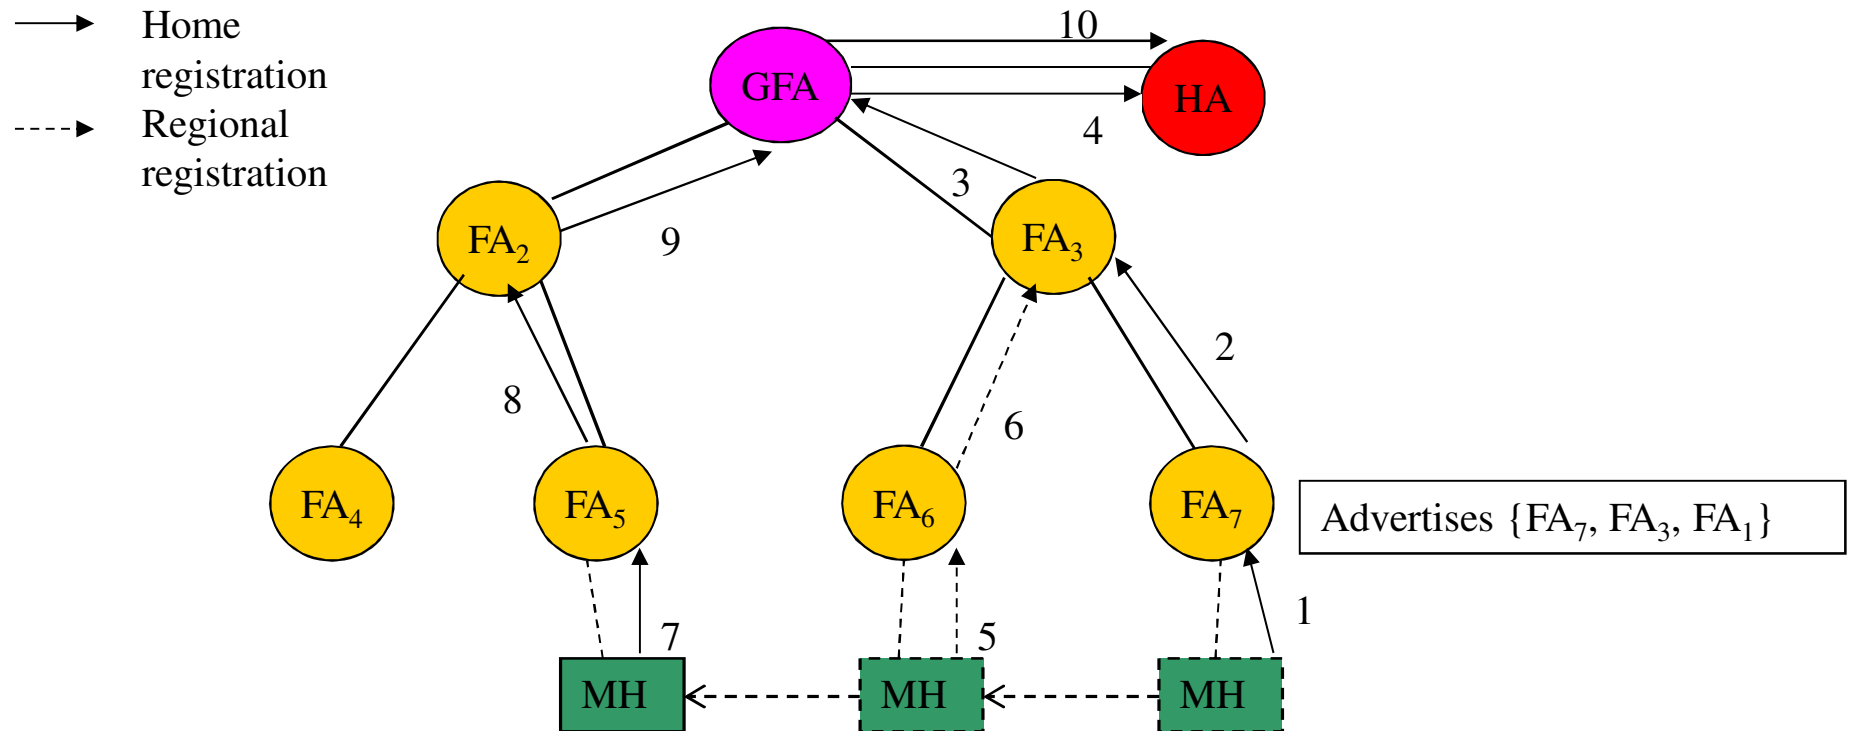 Home
registration
Regional
registration
10
GFA
HA
4
3
9
FA₂
FA₃
2
8
6
FA₄
FA₅
FA₆
FA₇
Advertises {FA₇, FA₃, FA₁}
1
7
5
MH
MH
MH